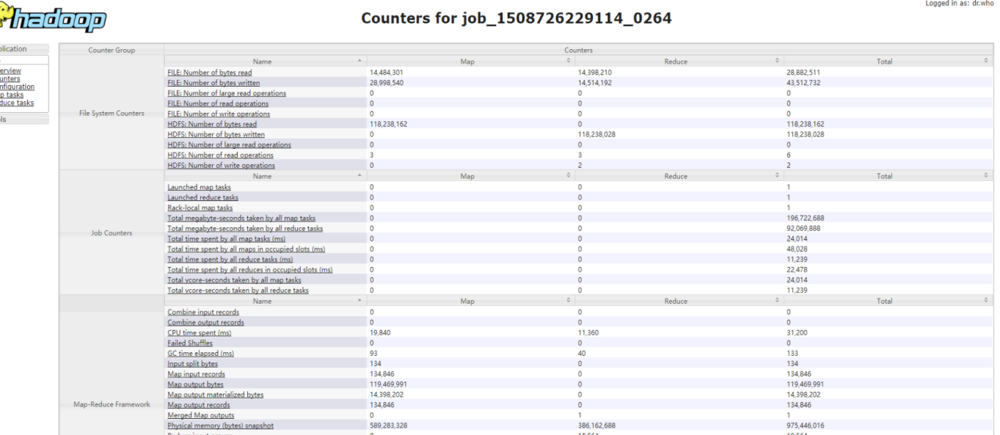 hadoop
Logged in as: dr.who
Counters for job_1508726229114_0264
plication
erview
unters
nfiguration
p tasks
duce tasks
ls
Counter Group Counters
File System Counters
Name Map Reduce Total
FILE: Number of bytes read 14,484,301 14,398,210 28,882,511
FILE: Number of bytes written 28,998,540 14,514,192 43,512,732
FILE: Number of large read operations 0 0 0
FILE: Number of read operations 0 0 0
FILE: Number of write operations 0 0 0
HDFS: Number of bytes read 118,238,162 0 118,238,162
HDFS: Number of bytes written 0 118,238,028 118,238,028
HDFS: Number of large read operations 0 0 0
HDFS: Number of read operations 3 3 6
HDFS: Number of write operations 0 2 2
Job Counters
Name Map Reduce Total
Launched map tasks 0 0 1
Launched reduce tasks 0 0 1
Rack-local map tasks 0 0 1
Total megabyte-seconds taken by all map tasks 0 0 196,722,688
Total megabyte-seconds taken by all reduce tasks 0 0 92,069,888
Total time spent by all map tasks (ms) 0 0 24,014
Total time spent by all maps in occupied slots (ms) 0 0 48,028
Total time spent by all reduce tasks (ms) 0 0 11,239
Total time spent by all reduces in occupied slots (ms) 0 0 22,478
Total vcore-seconds taken by all map tasks 0 0 24,014
Total vcore-seconds taken by all reduce tasks 0 0 11,239
Map-Reduce Framework
Name Map Reduce Total
Combine input records 0 0 0
Combine output records 0 0 0
CPU time spent (ms) 19,840 11,360 31,200
Failed Shuffles 0 0 0
GC time elapsed (ms) 93 40 133
Input split bytes 134 0 134
Map input records 134,846 0 134,846
Map output bytes 119,469,991 0 119,469,991
Map output materialized bytes 14,398,202 0 14,398,202
Map output records 134,846 0 134,846
Merged Map outputs 0 1 1
Physical memory (bytes) snapshot 589,283,328 386,162,688 975,446,016